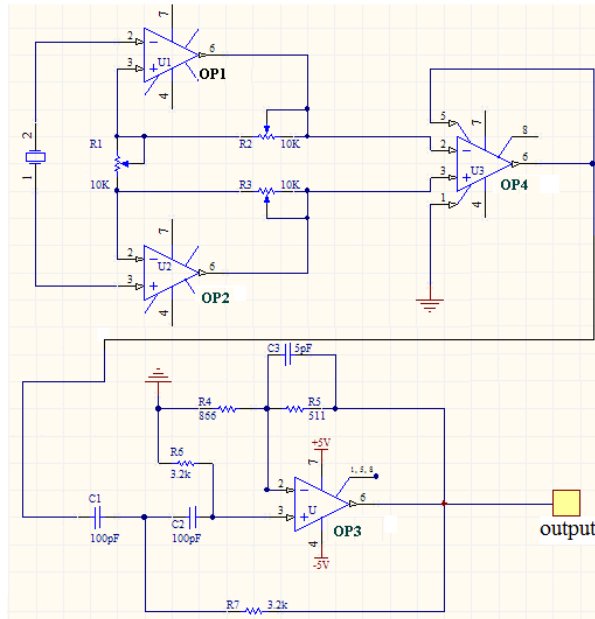 7
2
6
3
U1
OP1
4
2
R1
R2
10K
5
7
8
2
6
3
U3
OP4
1
4
1
10K
R3
10K
7
2
U2
6
3
OP2
4
C3
5pF
R4
866
R5
511
+5V
R6
3.2k
7
1, 5, 8
2
6
C1
100pF
C2
100pF
3
U
OP3
4
-5V
output
R7
3.2k